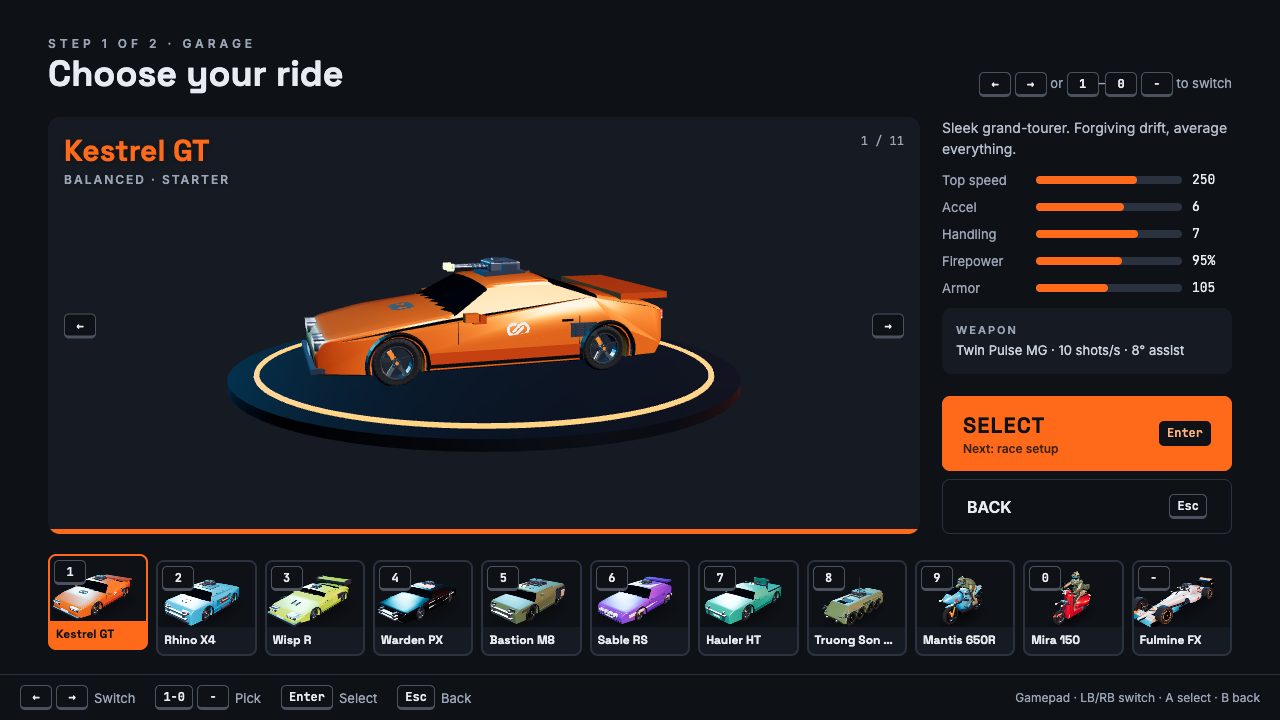 STEP 1 OF 2 · GARAGE
Choose your ride
← → or 1 – 0 - to switch
Kestrel GT
1 / 11
BALANCED · STARTER
←
→
Sleek grand-tourer. Forgiving drift, average
everything.
Top speed 250
Accel 6
Handling 7
Firepower 95%
Armor 105
WEAPON
Twin Pulse MG · 10 shots/s · 8° assist
SELECT
Next: race setup
Enter
BACK
Esc
1
Kestrel GT
2
Rhino X4
3
Wisp R
4
Warden PX
5
Bastion M8
6
Sable RS
7
Hauler HT
8
Truong Son ...
9
Mantis 650R
0
Mira 150
-
Fulmine FX
← → Switch 1-0 - Pick Enter Select Esc Back
Gamepad · LB/RB switch · A select · B back